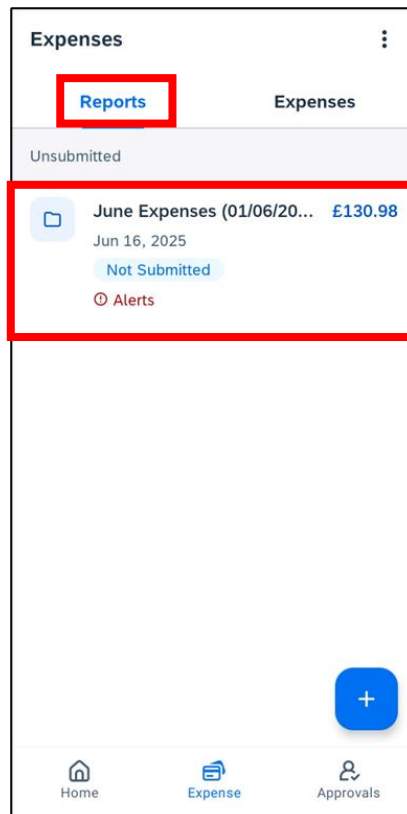 Expenses
Reports Expenses
Unsubmitted
June Expenses (01/06/20... £130.98
Jun 16, 2025
Not Submitted
Alerts
Home Expense Approvals